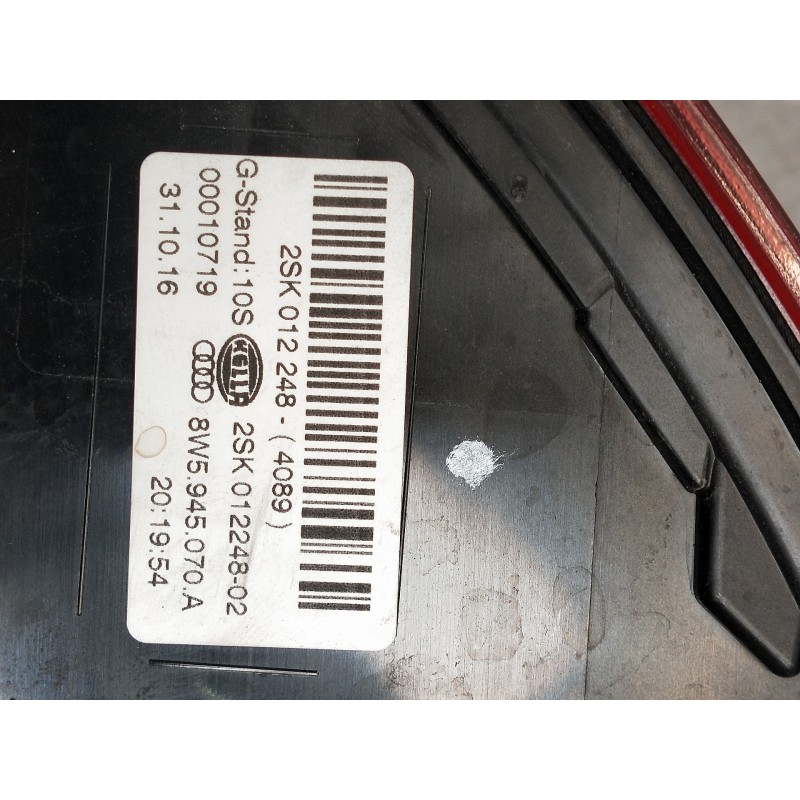 2SK 012 248 - ( 4089 )
G-Stand: 10S HELLA 2SK 012248-02
00010719 8W5.945.070.A
31.10.16 20:19:54